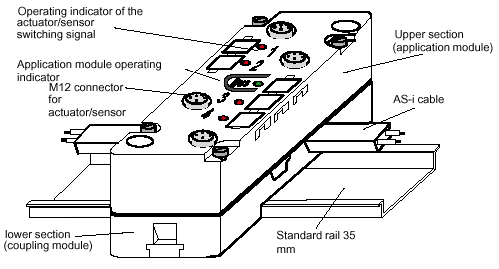 Operating indicator of the
actuator/sensor
switching signal
Upper section
(application module)
Application module operating
indicator
M12 connector
for
actuator/sensor
AS-i cable
lower section
(coupling module)
Standard rail 35
mm